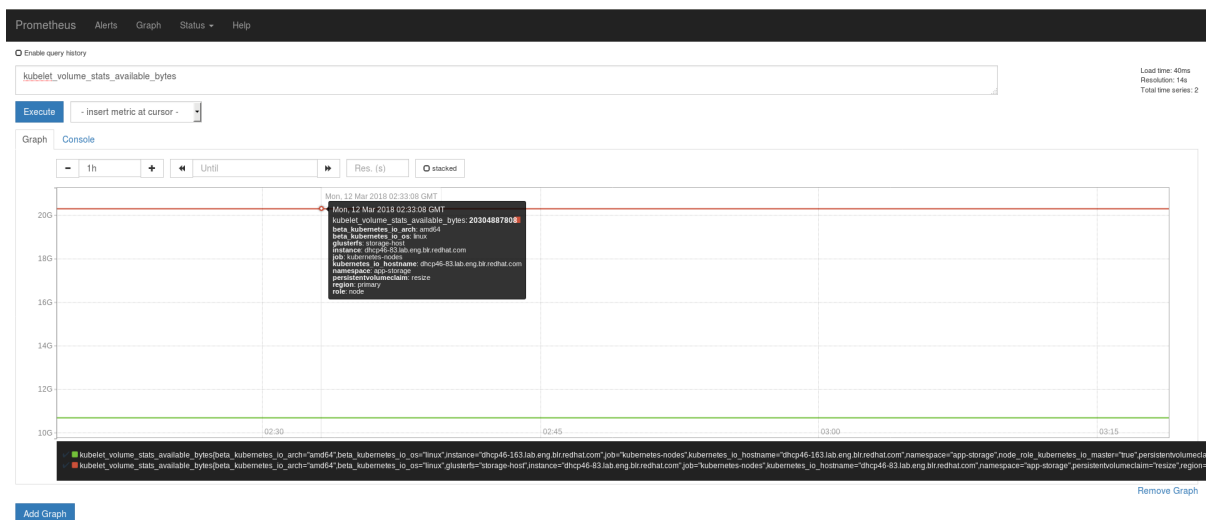 Prometheus Alerts Graph Status Help
Enable query history
kubelet_volume_stats_available_bytes
Load time: 40ms
Resolution: 14s
Total time series: 2
Execute - insert metric at cursor -
Graph Console
1h Until Res. (s) stacked
Mon, 12 Mar 2018 02:33:08 GMT
Mon, 12 Mar 2018 02:33:08 GMT
kubelet_volume_stats_available_bytes: 20304887808
beta_kubernetes_io_arch: amd64
beta_kubernetes_io_os: linux
glusterfs: storage-host
instance: dhcp46-83.lab.eng.blr.redhat.com
job: kubernetes-nodes
kubernetes_io_hostname: dhcp46-83.lab.eng.blr.redhat.com
namespace: app-storage
persistentvolumeclaim: resize
region: primary
role: node
20G
18G
16G
14G
12G
10G
02:30 02:45 03:00 03:15
kubelet_volume_stats_available_bytes{beta_kubernetes_io_arch="amd64",beta_kubernetes_io_os="linux",instance="dhcp46-163.lab.eng.blr.redhat.com",job="kubernetes-nodes",kubernetes_io_hostname="dhcp46-163.lab.eng.blr.redhat.com",namespace="app-storage",node_role_kubernetes_io_master="true",persistentvolumecla
kubelet_volume_stats_available_bytes{beta_kubernetes_io_arch="amd64",beta_kubernetes_io_os="linux",glusterfs="storage-host",instance="dhcp46-83.lab.eng.blr.redhat.com",job="kubernetes-nodes",kubernetes_io_hostname="dhcp46-83.lab.eng.blr.redhat.com",namespace="app-storage",persistentvolumeclaim="resize",region=
Remove Graph
Add Graph